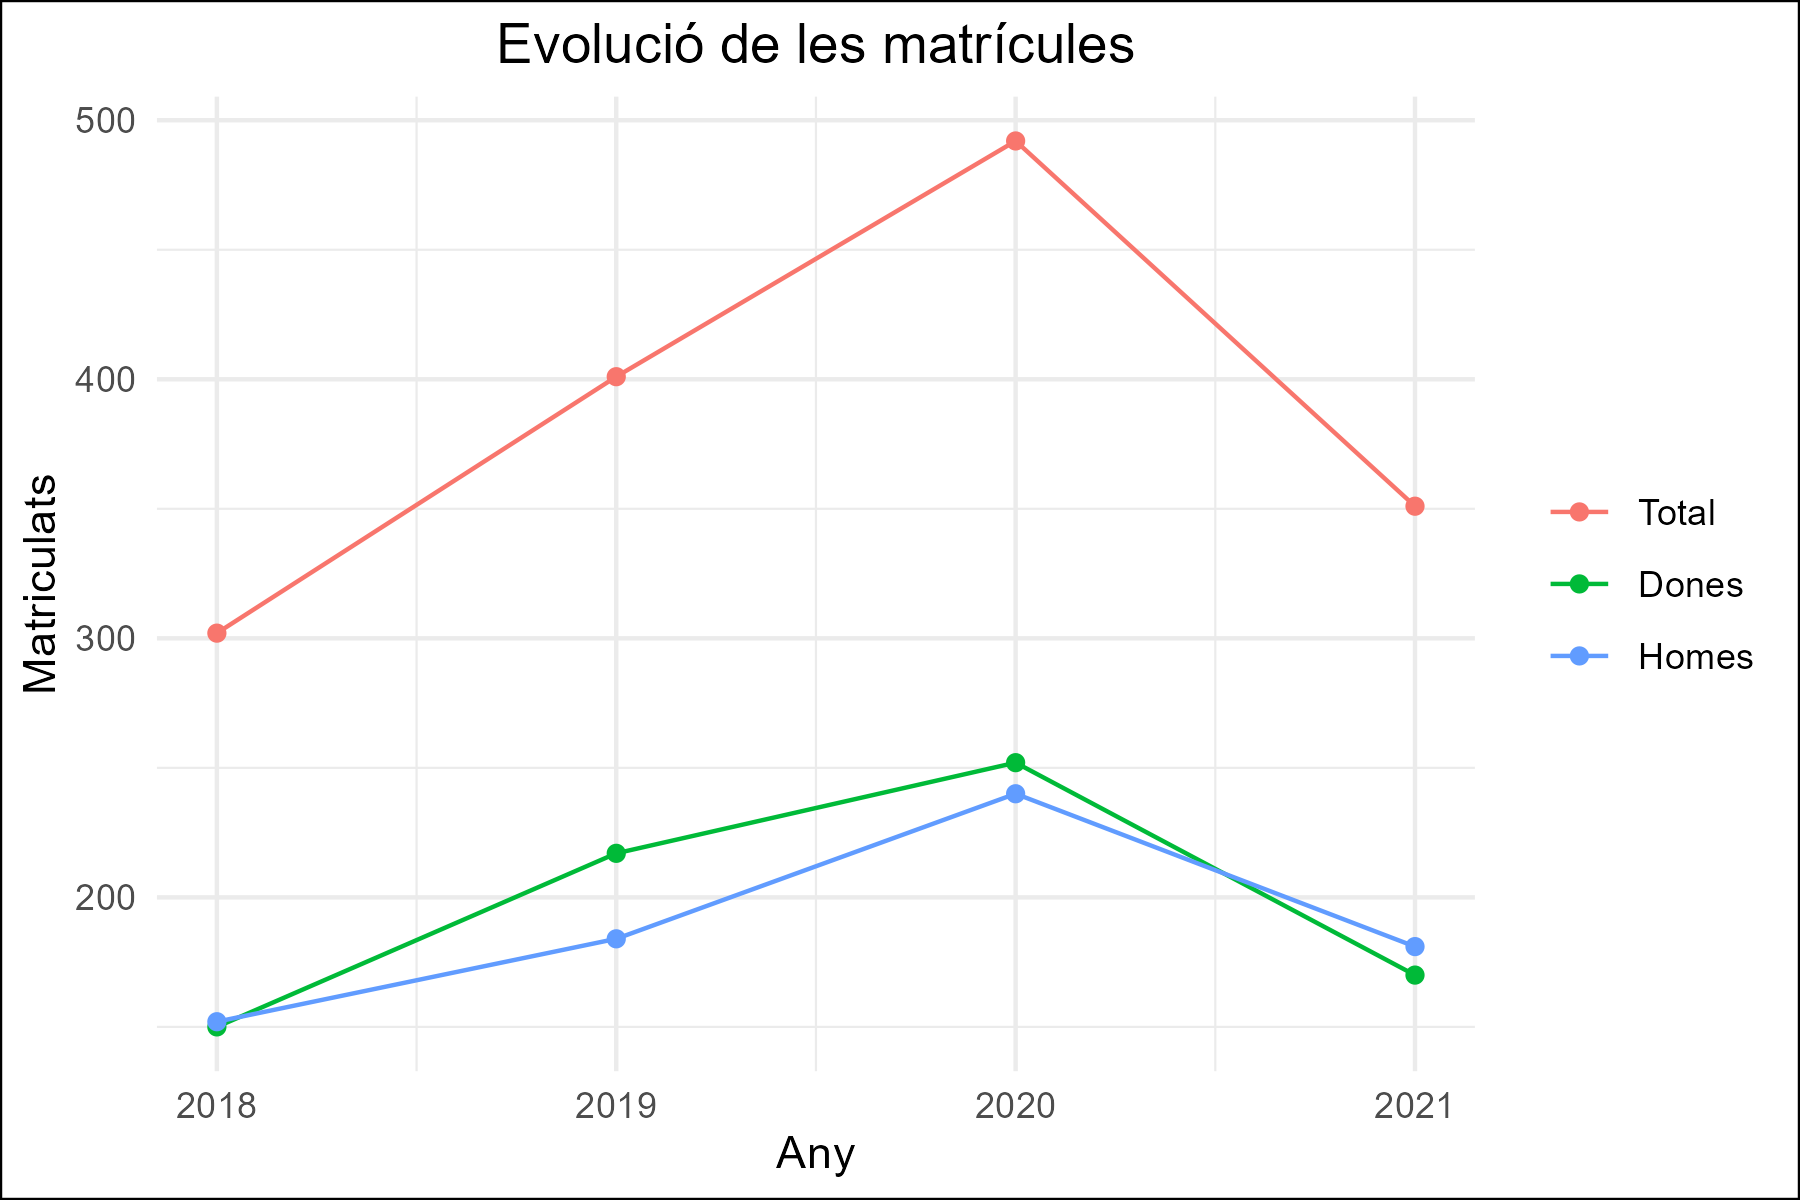 Evolució de les matrícules
500
400
300
200
Matriculats
2018 2019 2020 2021
Any
Total
Dones
Homes